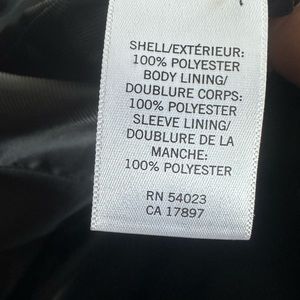 SHELL/EXTÉRIEUR:
100% POLYESTER
BODY LINING/
DOUBLURE CORPS:
100% POLYESTER
SLEEVE LINING/
DOUBLURE DE LA
MANCHE:
100% POLYESTER
RN 54023
CA 17897